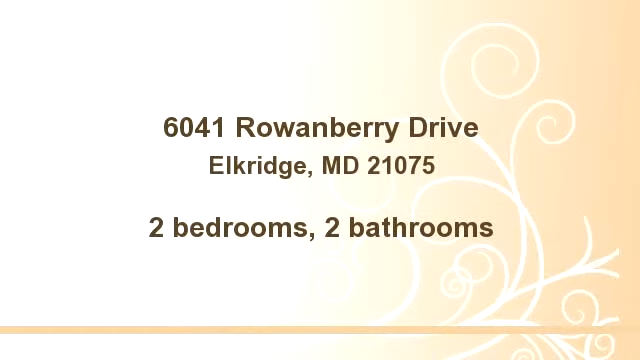 6041 Rowanberry Drive
Elkridge, MD 21075
2 bedrooms, 2 bathrooms